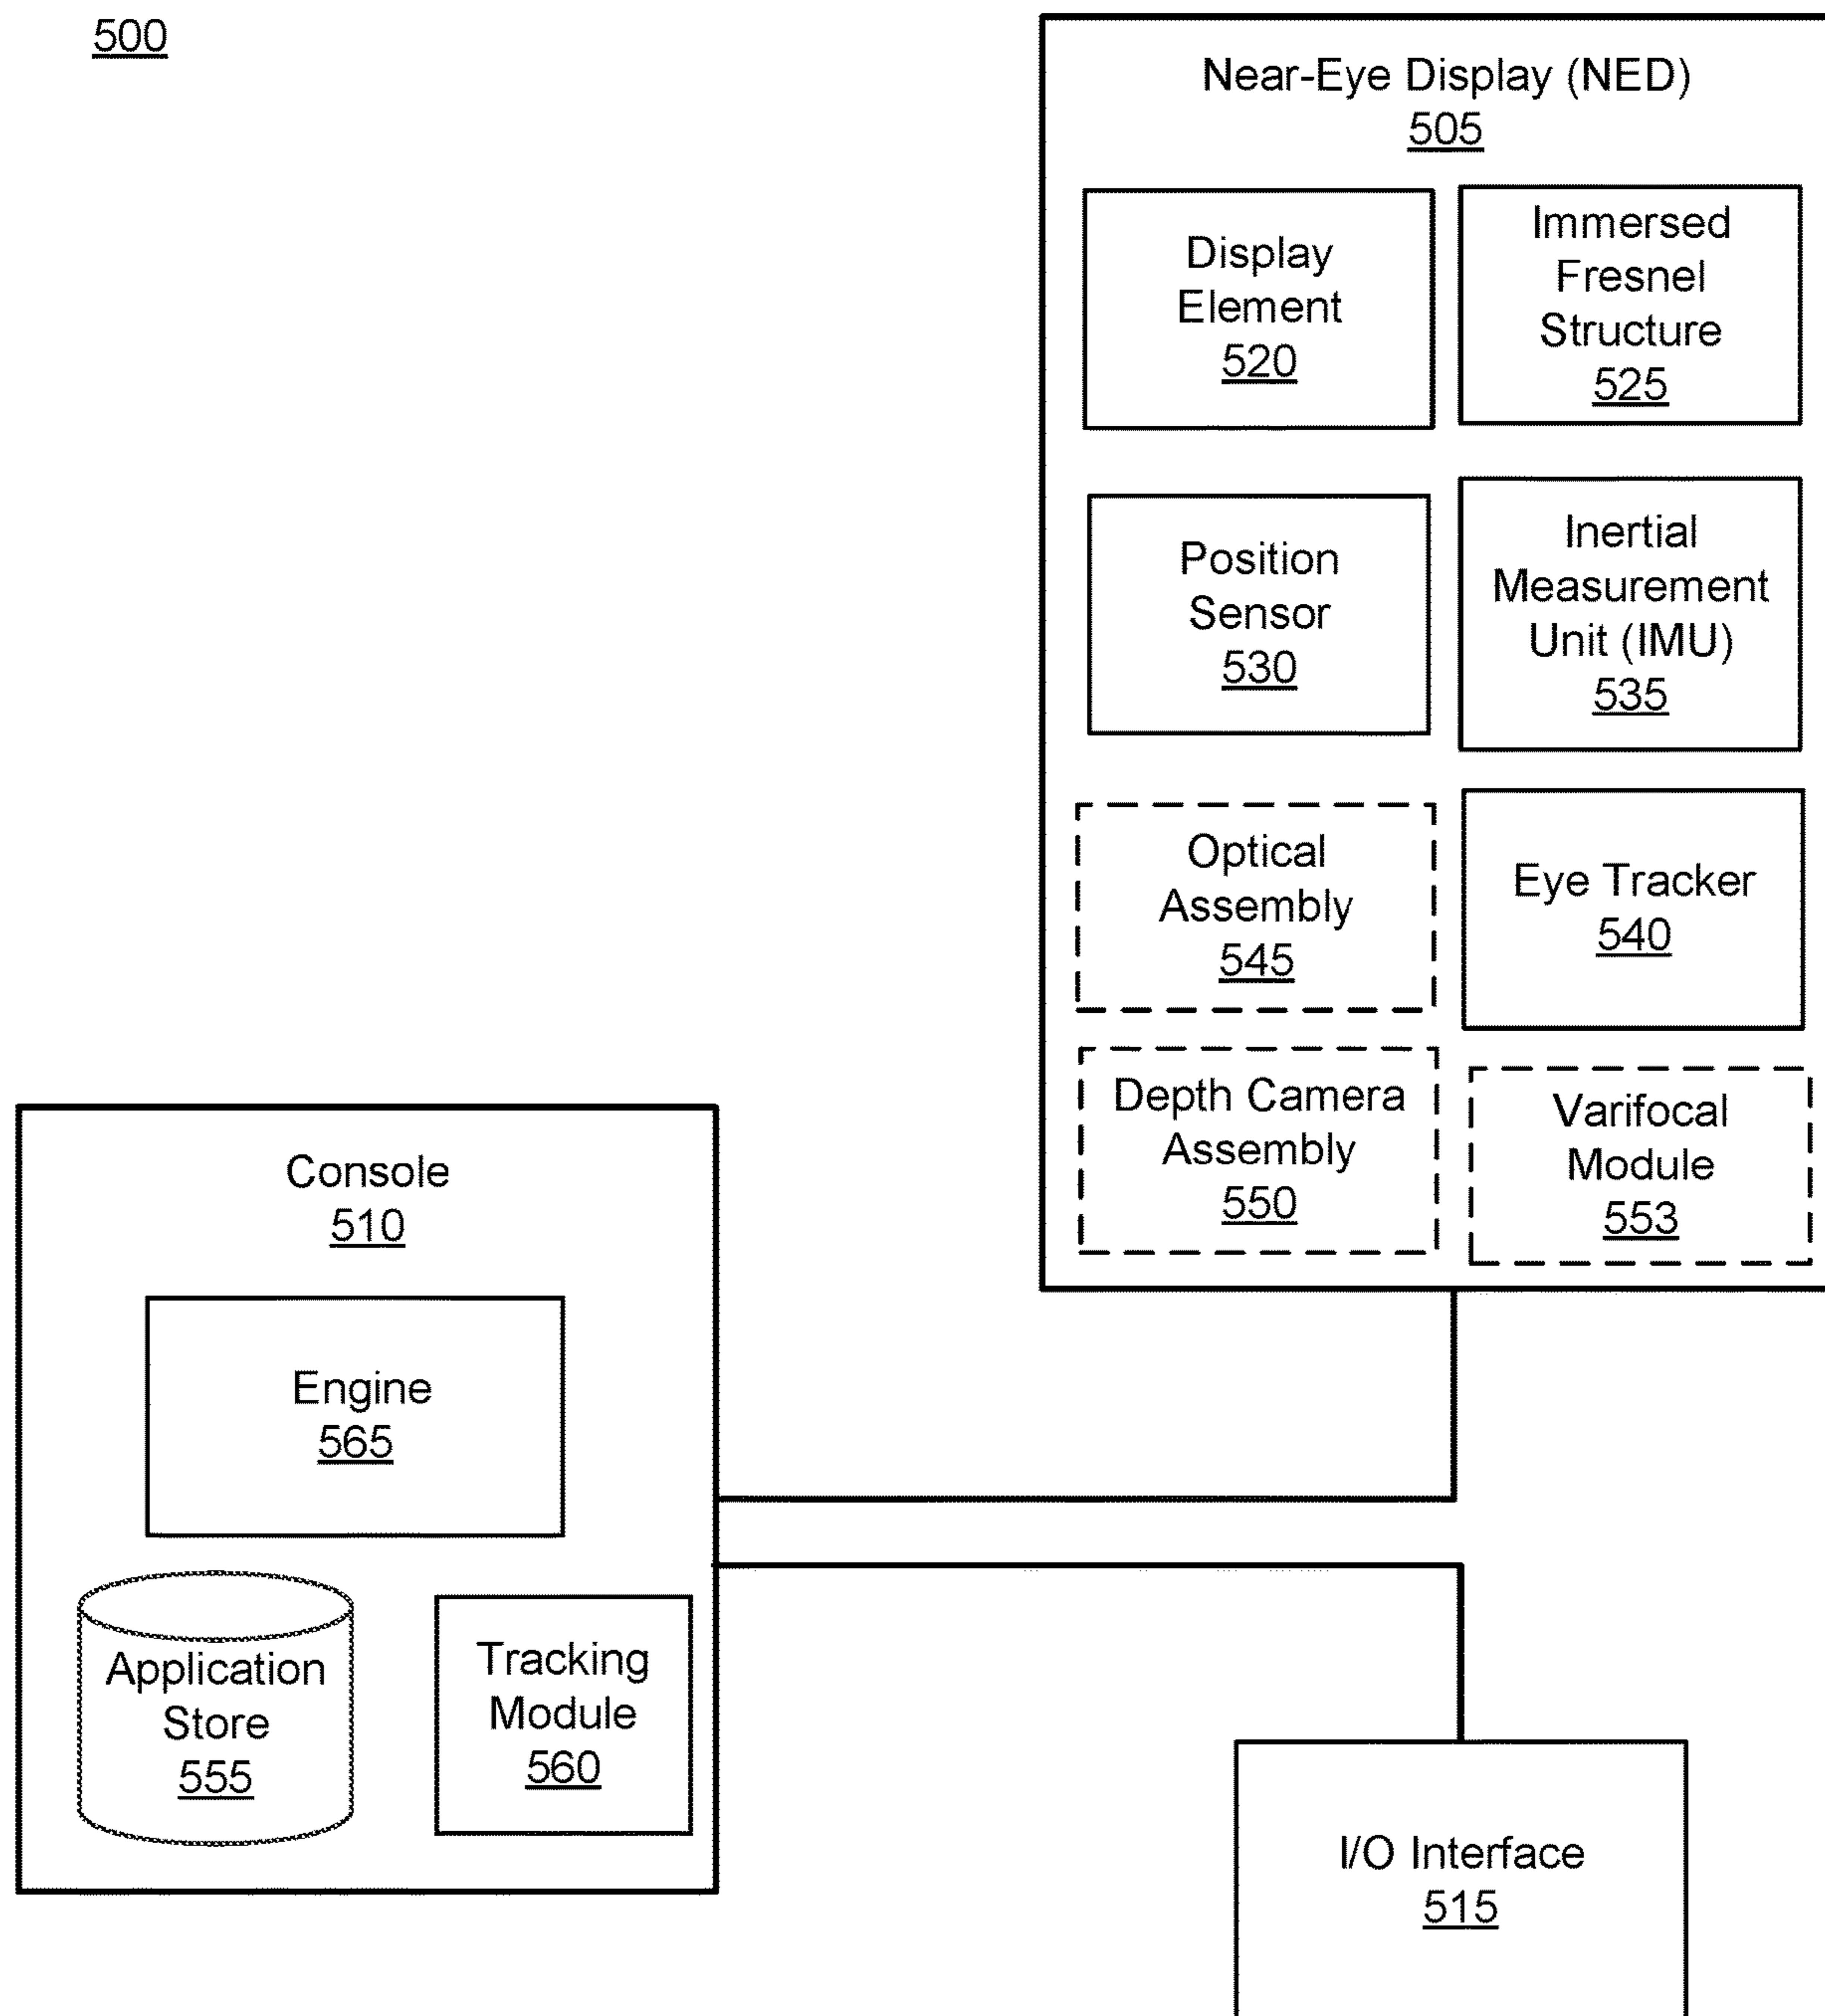 500
Near-Eye Display (NED)
505
Display
Element
520
Immersed
Fresnel
Structure
525
Position
Sensor
530
Inertial
Measurement
Unit (IMU)
535
Optical
Assembly
545
Eye Tracker
540
Depth Camera
Assembly
550
Varifocal
Module
553
Console
510
Engine
565
Application
Store
555
Tracking
Module
560
I/O Interface
515